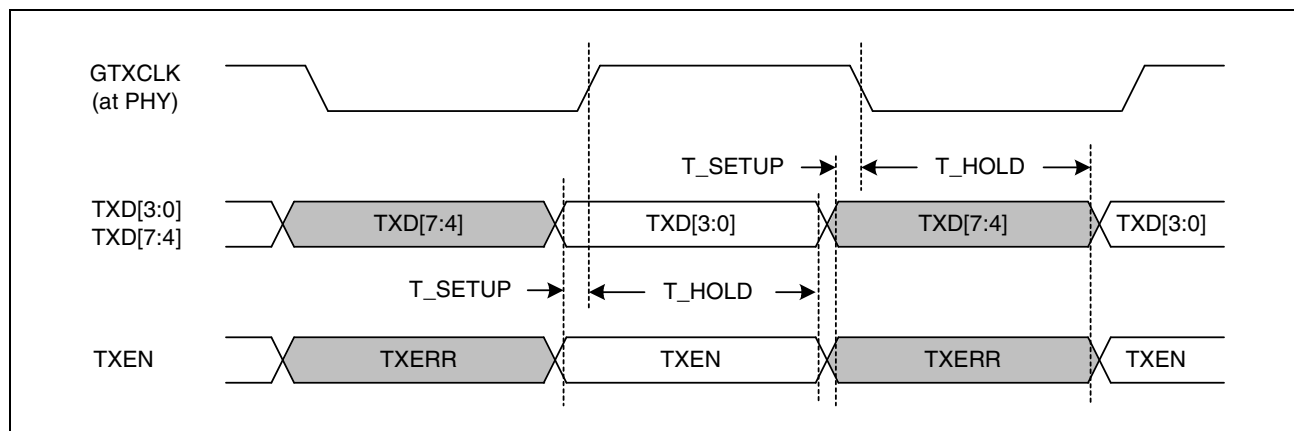 GTXCLK
(at PHY)
T_SETUP
T_HOLD
TXD[3:0]
TXD[7:4]
TXD[7:4]
TXD[3:0]
TXD[7:4]
TXD[3:0]
T_SETUP
T_HOLD
TXEN
TXERR
TXEN
TXERR
TXEN